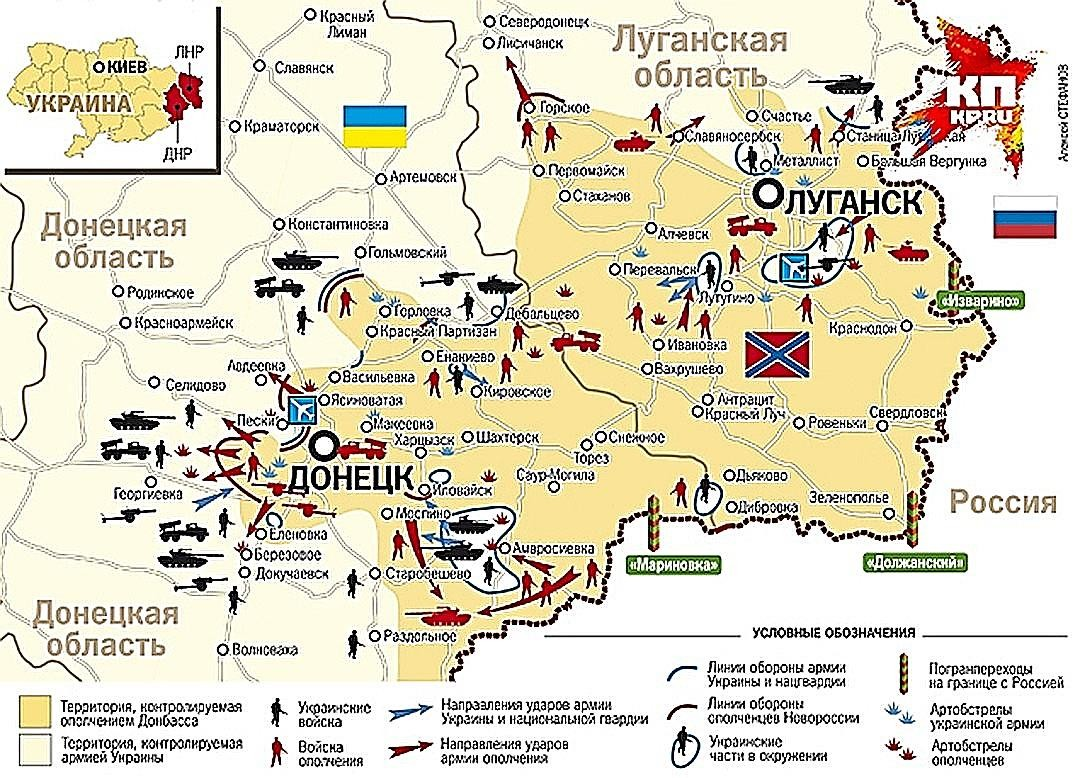 ЛНР
КИЕВ
УКРАИНА
ДНР
Красный
Лиман
Славянск
Краматорск
Артемовск
Северодонецк
Лисичанск
Луганская
область
КП
KP.RU
Алексей СТЕФАНОВ
Горское
Славяносербск
Счастье
Станица Луганская
Металлист
Большая Вергунка
Первомайск
Стаханов
ЛУГАНСК
Алчевск
Донецкая
область
Константиновка
Гольмовский
Перевальск
Лутугино
«Изварино»
Родинское
Красноармейск
Горловка
Дебальцево
Красный Партизан
Краснодон
Ивановка
Енакиево
Вахрушево
Авдеевка
Васильевка
Кировское
Селидово
Ясиноватая
Антрацит
Красный Луч
Свердловск
Ровеньки
Пески
Макеевка
Харцызск
Шахтерск
Снежное
Торез
ДОНЕЦК
Саур-Могила
Дьяково
Георгиевка
Иловайск
Зеленополье
Россия
Дибровка
Моспино
Еленовка
Амвросиевка
Березовое
«Мариновка»
«Должанский»
Докучаевск
Старобешево
Донецкая
область
Раздольное
Волноваха
УСЛОВНЫЕ ОБОЗНАЧЕНИЯ
Территория, контролируемая
ополчением Донбасса
Территория, контролируемая
армией Украины
Украинские
войска
Войска
ополчения
Направления ударов армии
Украины и национальной гвардии
Направления ударов
армии ополчения
Линии обороны армии
Украины и нацгвардии
Линии обороны
ополченцев Новороссии
Украинские
части в окружении
Погранпереходы
на границе с Россией
Артобстрелы
украинской армии
Артобстрелы
ополченцев